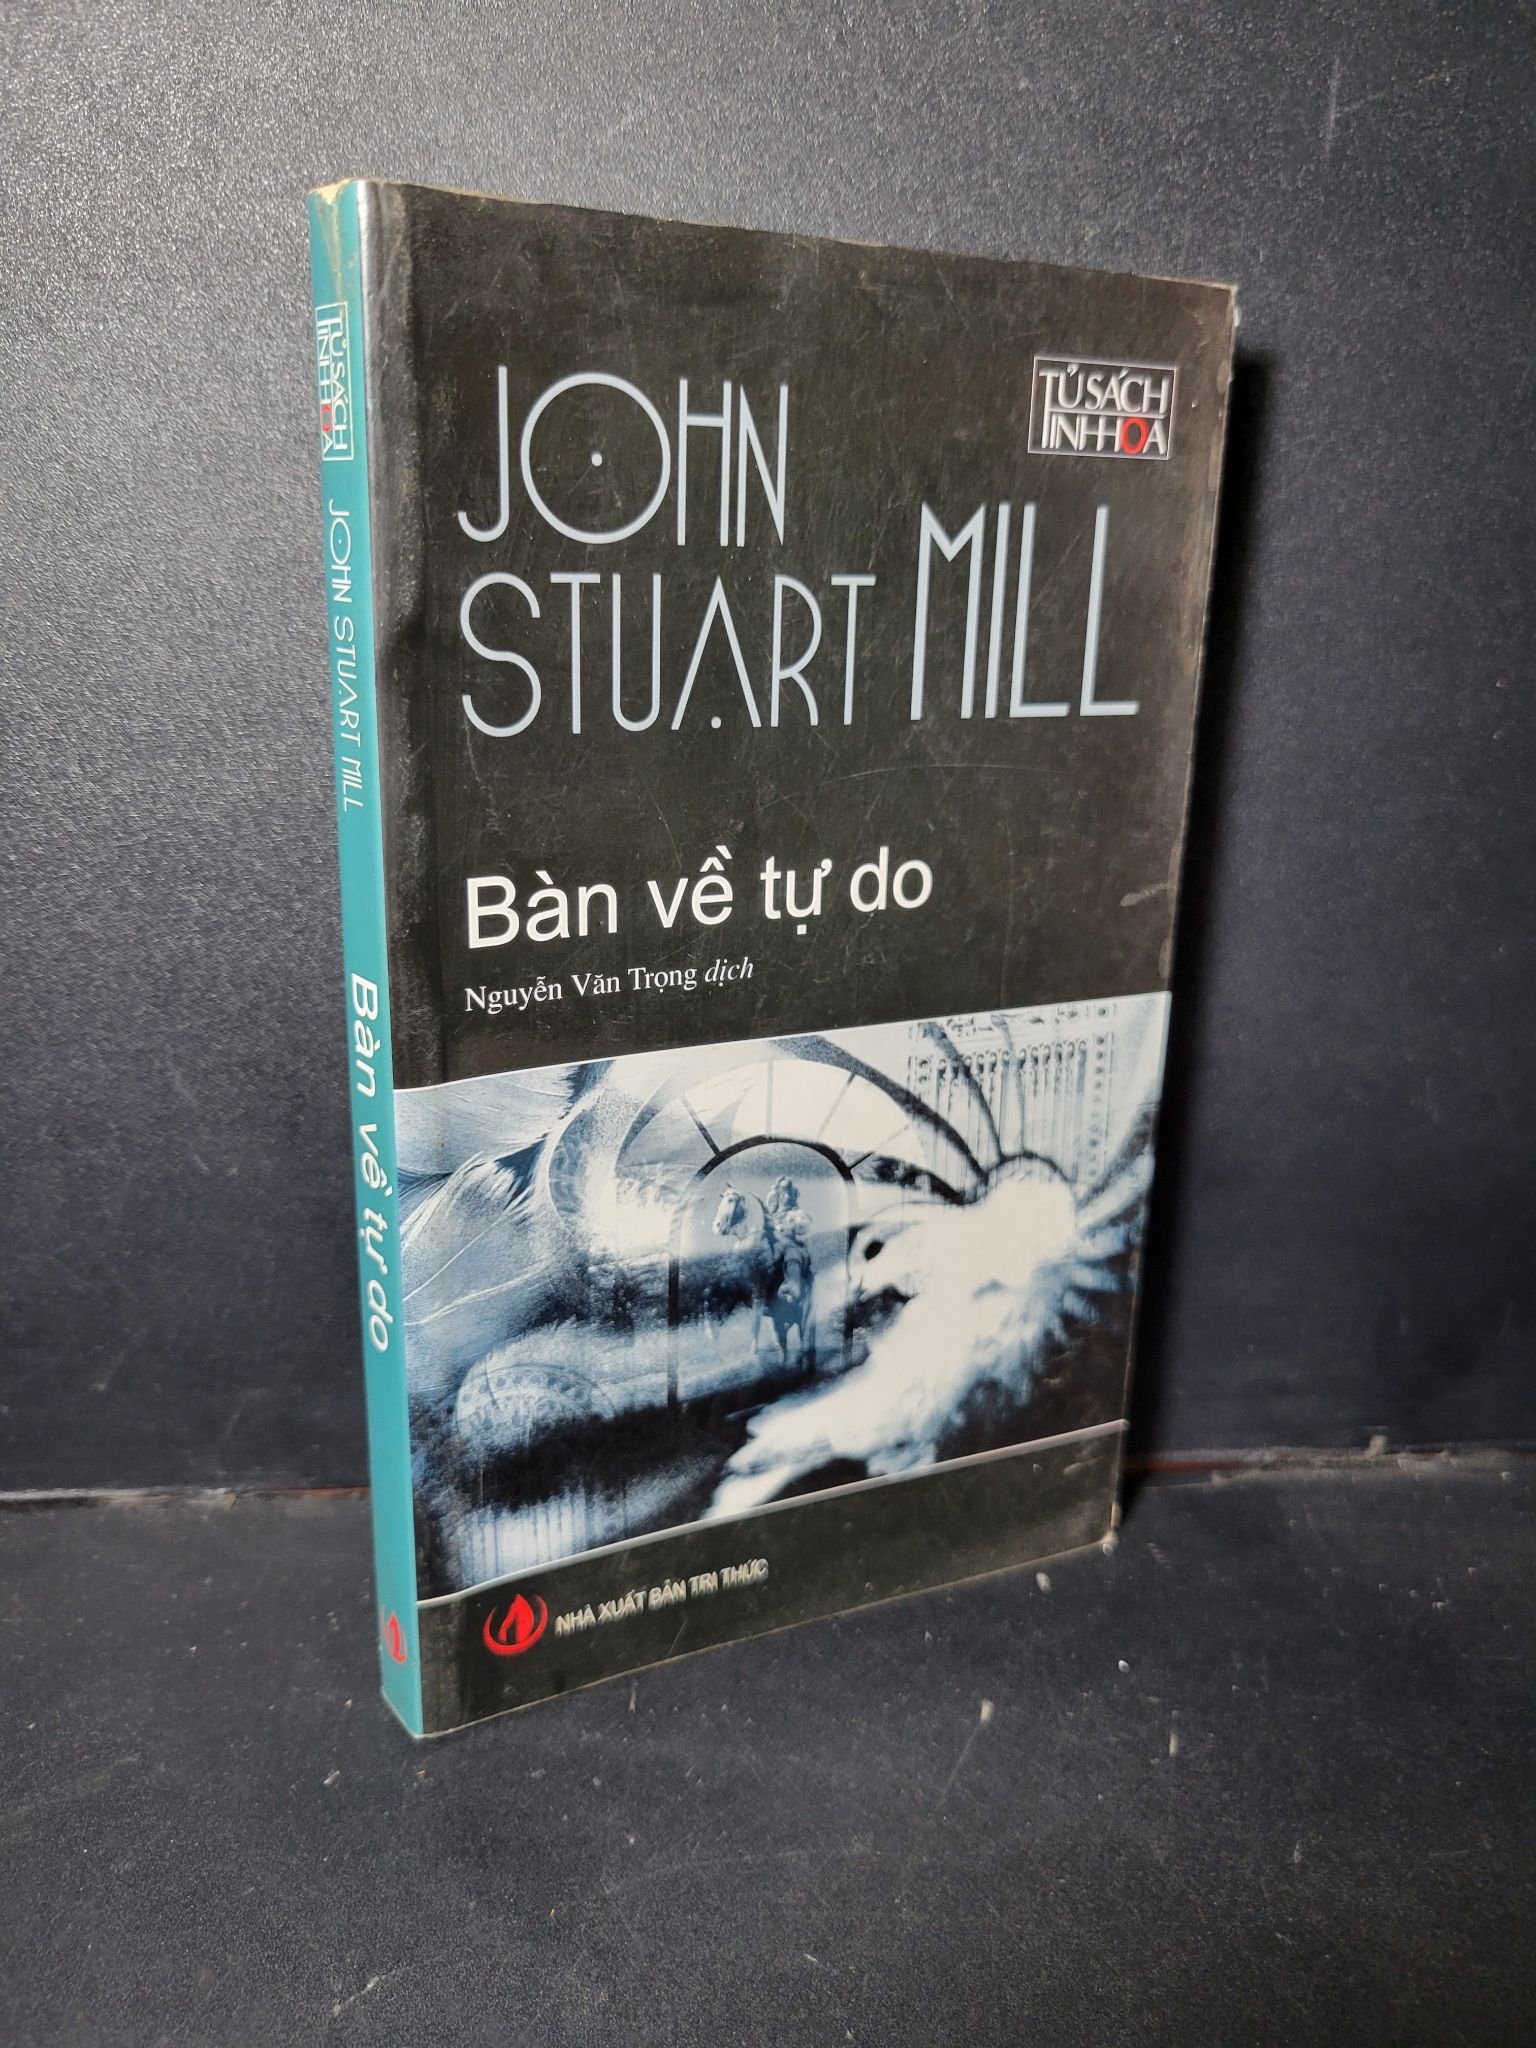 TỦ SÁCH
TINH HOA
JOHN STUART MILL
Bàn về tự do
TỦ SÁCH
TINH HOA
JOHN
STUART MILL
Bàn về tự do
Nguyễn Văn Trọng dịch
NHÀ XUẤT BẢN TRI THỨC